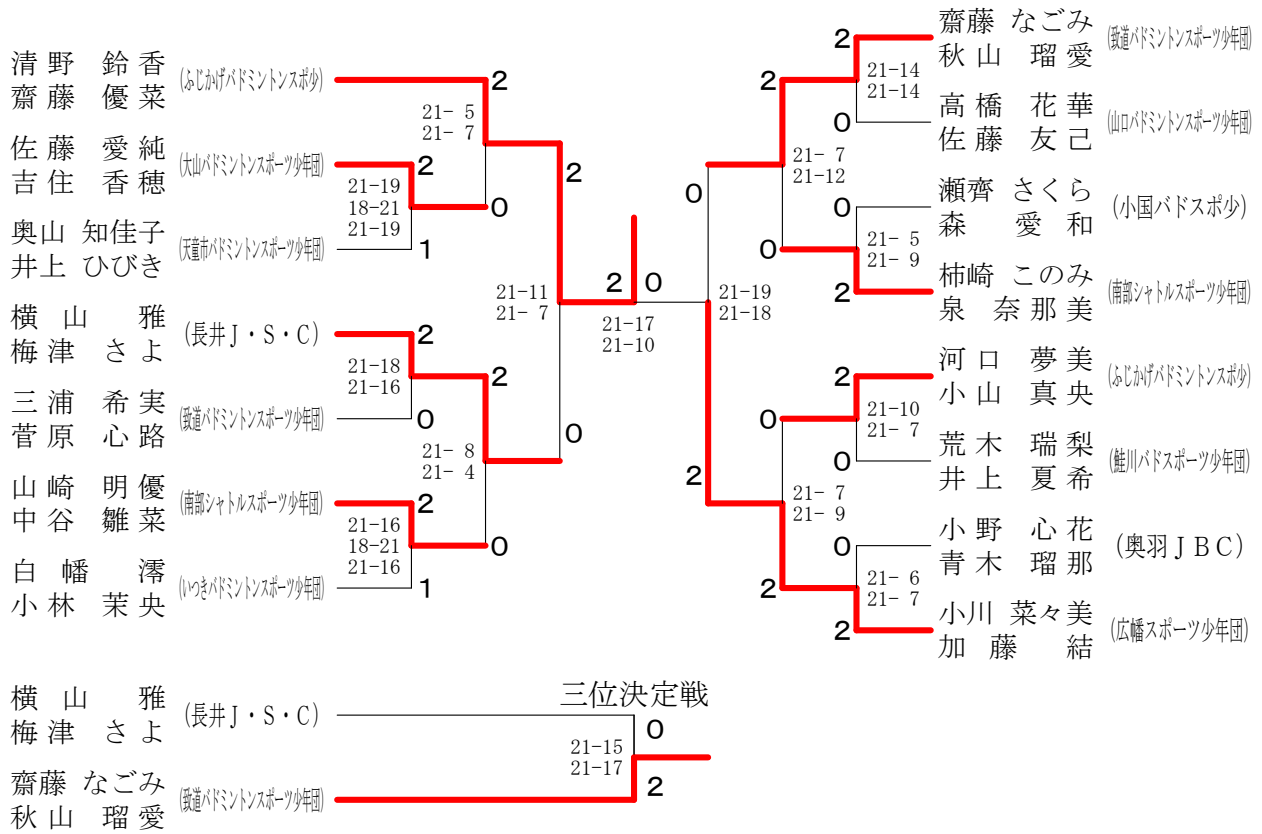 清野 鈴香
齋藤 優菜
(ふじかげバドミントンスポ少)
2
21- 5
21- 7
佐藤 愛純
吉住 香穂
(大山バドミントンスポーツ少年団)
2
0
21-19
18-21
21-19
奥山 知佳子
井上 ひびき
(天童市バドミントンスポーツ少年団)
1
2
21-11
21- 7
横山 雅
梅津 さよ
(長井J・S・C)
2
21-18
21-16
2
三浦 希実
菅原 心路
(致道バドミントンスポーツ少年団)
0
0
21- 8
21- 4
山崎 明優
中谷 雛菜
(南部シャトルスポーツ少年団)
2
21-16
18-21
21-16
0
白幡 澪
小林 茉央
(いつきバドミントンスポーツ少年団)
1
2 0
21-17
21-10
齋藤 なごみ
秋山 瑠愛
(致道バドミントンスポーツ少年団)
2
21-14
21-14
2
高橋 花華
佐藤 友己
(山口バドミントンスポーツ少年団)
0
21- 7
21-12
0
瀬齊 さくら
森 愛和
(小国バドスポ少)
0
21- 5
21- 9
0
柿崎 このみ
泉 奈那美
(南部シャトルスポーツ少年団)
2
21-19
21-18
河口 夢美
小山 真央
(ふじかげバドミントンスポ少)
2
21-10
21- 7
0
荒木 瑞梨
井上 夏希
(鮭川バドスポーツ少年団)
0
2
21- 7
21- 9
小野 心花
青木 瑠那
(奥羽JBC)
0
21- 6
21- 7
2
小川 菜々美
加藤 結
(広幡スポーツ少年団)
2
三位決定戦
横山 雅
梅津 さよ
(長井J・S・C)
0
21-15
21-17
齋藤 なごみ
秋山 瑠愛
(致道バドミントンスポーツ少年団)
2